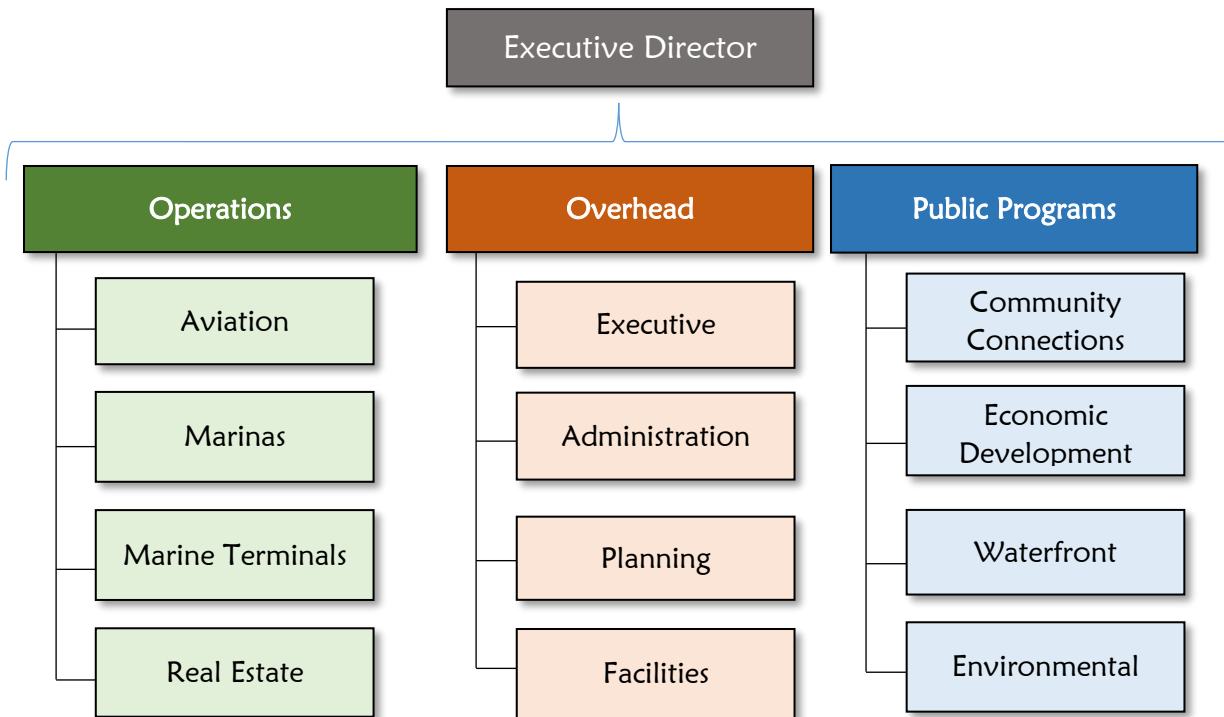 Executive Director
Operations
Overhead
Public Programs
Aviation
Marinas
Marine Terminals
Real Estate
Executive
Administration
Planning
Facilities
Community
Connections
Economic
Development
Waterfront
Environmental